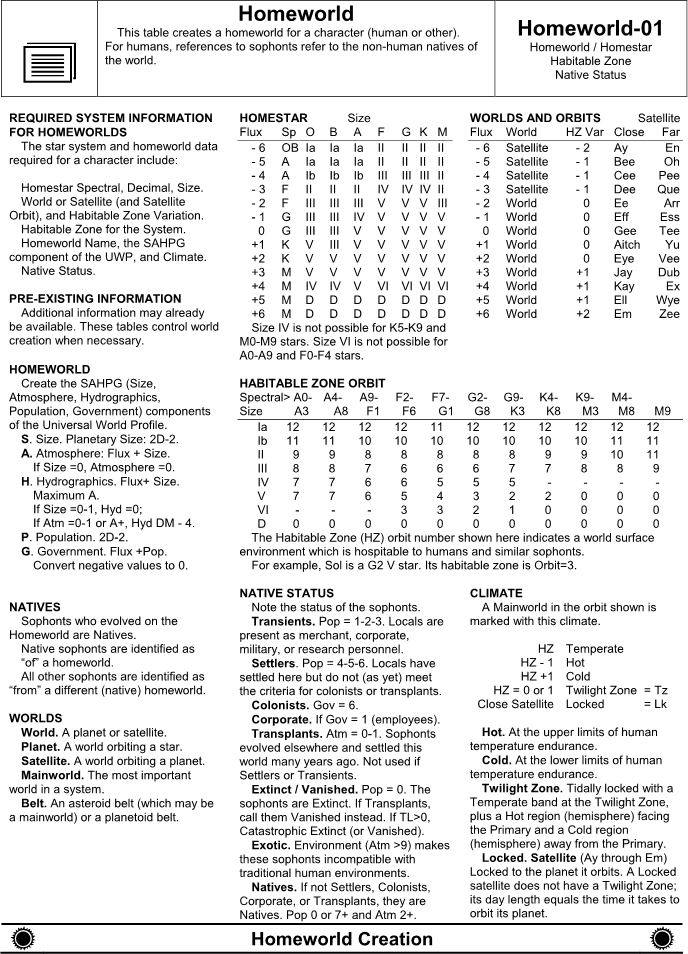 Homeworld
This table creates a homeworld for a character (human or other).
For humans, references to sophonts refer to the non-human natives of
the world.
Homeworld-01
Homeworld / Homestar
Habitable Zone
Native Status
REQUIRED SYSTEM INFORMATION
FOR HOMEWORLDS
The star system and homeworld data
required for a character include:
Homestar Spectral, Decimal, Size.
World or Satellite (and Satellite
Orbit), and Habitable Zone Variation.
Habitable Zone for the System.
Homeworld Name, the SAHPG
component of the UWP, and Climate.
Native Status.
PRE-EXISTING INFORMATION
Additional information may already
be available. These tables control world
creation when necessary.
HOMEWORLD
Create the SAHPG (Size,
Atmosphere, Hydrographics,
Population, Government) components
of the Universal World Profile.
S. Size. Planetary Size: 2D-2.
A. Atmosphere: Flux + Size.
If Size =0, Atmosphere =0.
H. Hydrographics. Flux+ Size.
Maximum A.
If Size =0-1, Hyd =0;
If Atm =0-1 or A+, Hyd DM - 4.
P. Population. 2D-2.
G. Government. Flux +Pop.
Convert negative values to 0.
NATIVES
Sophonts who evolved on the
Homeworld are Natives.
Native sophonts are identified as
“of” a homeworld.
All other sophonts are identified as
“from” a different (native) homeworld.
WORLDS
World. A planet or satellite.
Planet. A world orbiting a star.
Satellite. A world orbiting a planet.
Mainworld. The most important
world in a system.
Belt. An asteroid belt (which may be
a mainworld) or a planetoid belt.
HOMESTAR Size
Flux Sp O B A F G K M
- 6 OB Ia Ia Ia II II II II
- 5 A Ia Ia Ia II II II II
- 4 A Ib Ib Ib III III III II
- 3 F II II II IV IV IV II
- 2 F III III III V V V III
- 1 G III III IV V V V V
0 G III III V V V V V
+1 K V III V V V V V
+2 K V V V V V V V
+3 M V V V V V V V
+4 M IV IV V VI VI VI VI
+5 M D D D D D D D
+6 M D D D D D D D
Size IV is not possible for K5-K9 and
M0-M9 stars. Size VI is not possible for
A0-A9 and F0-F4 stars.
WORLDS AND ORBITS Satellite
Flux World HZ Var Close Far
- 6 Satellite - 2 Ay En
- 5 Satellite - 1 Bee Oh
- 4 Satellite - 1 Cee Pee
- 3 Satellite - 1 Dee Que
- 2 World 0 Ee Arr
- 1 World 0 Eff Ess
0 World 0 Gee Tee
+1 World 0 Aitch Yu
+2 World 0 Eye Vee
+3 World +1 Jay Dub
+4 World +1 Kay Ex
+5 World +1 Ell Wye
+6 World +2 Em Zee
HABITABLE ZONE ORBIT
Spectral> A0- A4- A9- F2- F7- G2- G9- K4- K9- M4-
Size A3 A8 F1 F6 G1 G8 K3 K8 M3 M8 M9
Ia 12 12 12 12 11 12 12 12 12 12 12
Ib 11 11 10 10 10 10 10 10 10 11 11
II 9 9 8 8 8 8 8 9 9 10 11
III 8 8 7 6 6 6 7 7 8 8 9
IV 7 7 6 6 5 5 5 - - - -
V 7 7 6 5 4 3 2 2 0 0 0
VI - - - 3 3 2 1 0 0 0 0
D 0 0 0 0 0 0 0 0 0 0 0
The Habitable Zone (HZ) orbit number shown here indicates a world surface
environment which is hospitable to humans and similar sophonts.
For example, Sol is a G2 V star. Its habitable zone is Orbit=3.
NATIVE STATUS
Note the status of the sophonts.
Transients. Pop = 1-2-3. Locals are
present as merchant, corporate,
military, or research personnel.
Settlers. Pop = 4-5-6. Locals have
settled here but do not (as yet) meet
the criteria for colonists or transplants.
Colonists. Gov = 6.
Corporate. If Gov = 1 (employees).
Transplants. Atm = 0-1. Sophonts
evolved elsewhere and settled this
world many years ago. Not used if
Settlers or Transients.
Extinct / Vanished. Pop = 0. The
sophonts are Extinct. If Transplants,
call them Vanished instead. If TL>0,
Catastrophic Extinct (or Vanished).
Exotic. Environment (Atm >9) makes
these sophonts incompatible with
traditional human environments.
Natives. If not Settlers, Colonists,
Corporate, or Transplants, they are
Natives. Pop 0 or 7+ and Atm 2+.
CLIMATE
A Mainworld in the orbit shown is
marked with this climate.
HZ Temperate
HZ - 1 Hot
HZ +1 Cold
HZ = 0 or 1 Twilight Zone = Tz
Close Satellite Locked = Lk
Hot. At the upper limits of human
temperature endurance.
Cold. At the lower limits of human
temperature endurance.
Twilight Zone. Tidally locked with a
Temperate band at the Twilight Zone,
plus a Hot region (hemisphere) facing
the Primary and a Cold region
(hemisphere) away from the Primary.
Locked. Satellite (Ay through Em)
Locked to the planet it orbits. A Locked
satellite does not have a Twilight Zone;
its day length equals the time it takes to
orbit its planet.
Homeworld Creation